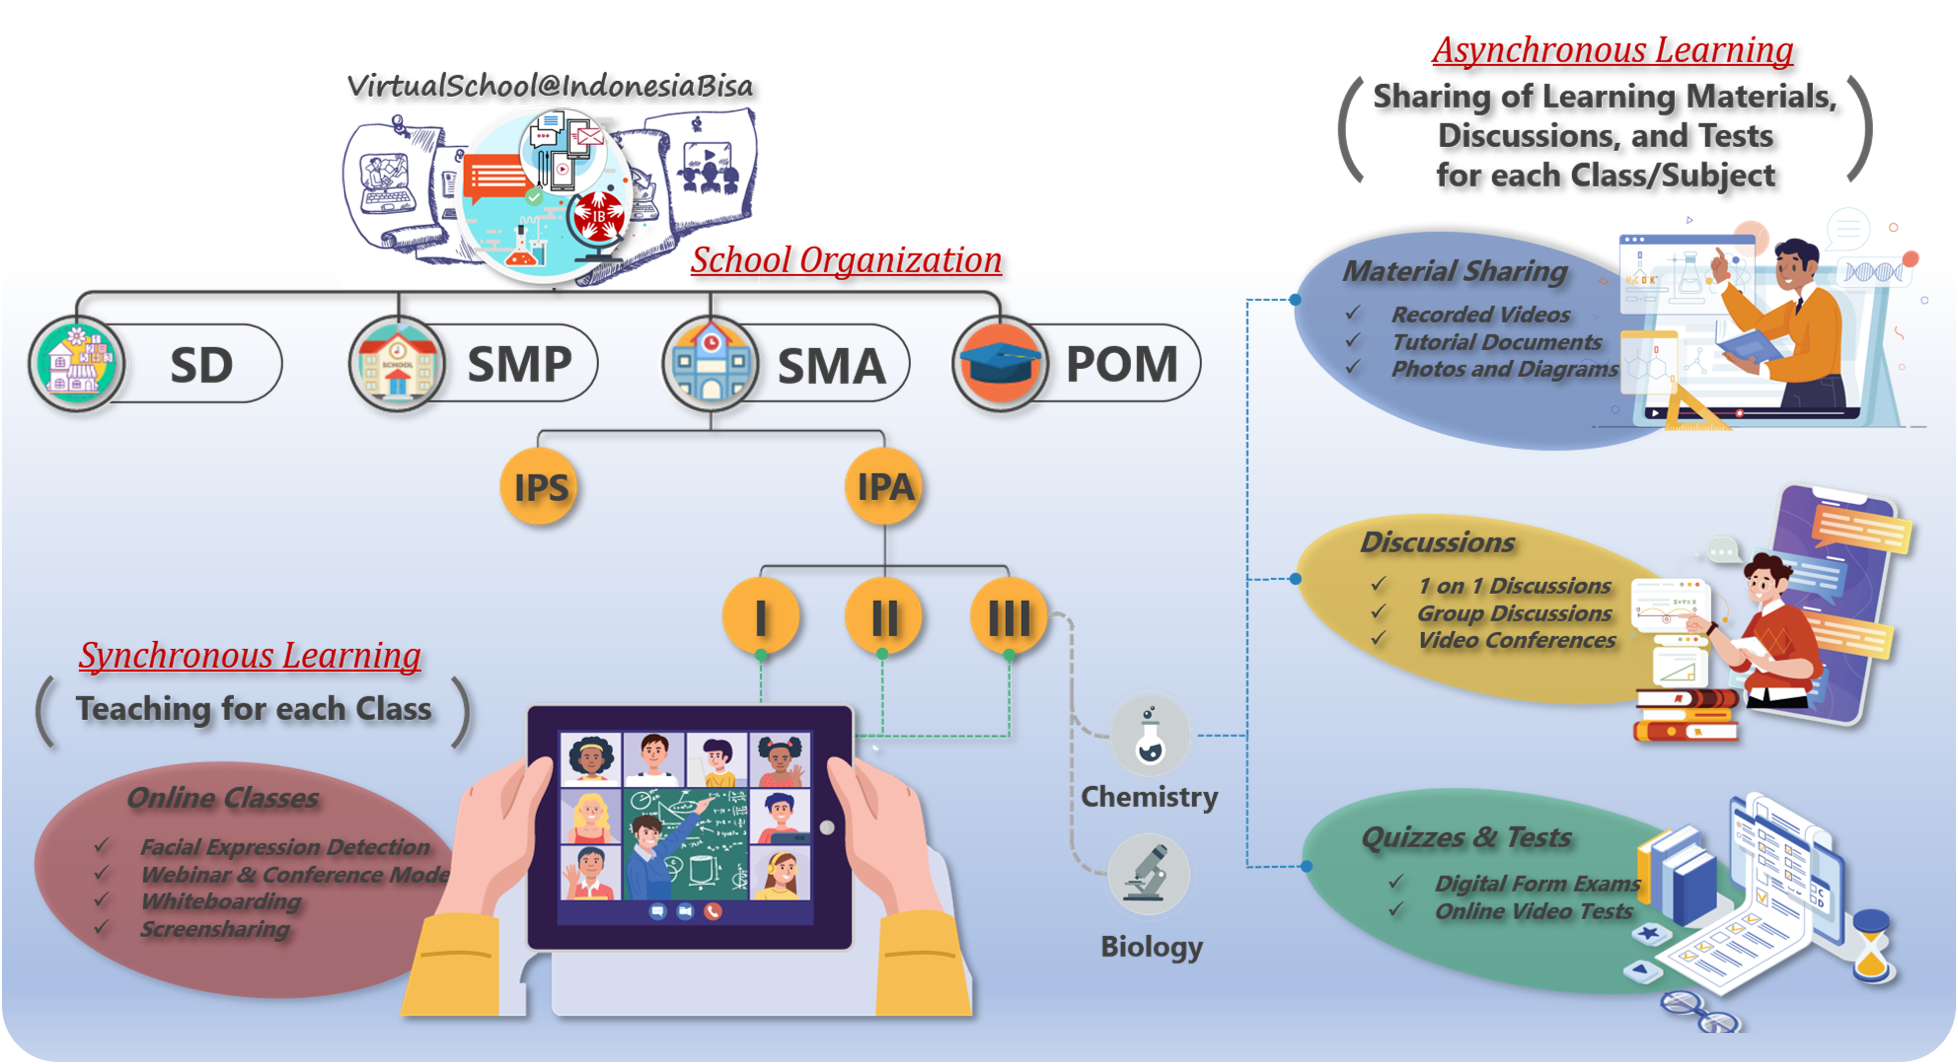 VirtualSchool@IndonesiaBisa
IB
School Organization
SD
SMP
SMA
POM
SCHOOL
IPS
IPA
I
II
III
Synchronous Learning
Teaching for each Class
Online Classes
✓ Facial Expression Detection
✓ Webinar & Conference Mode
✓ Whiteboarding
✓ Screensharing
Chemistry
Biology
Asynchronous Learning
Sharing of Learning Materials,
Discussions, and Tests
for each Class/Subject
Material Sharing
✓ Recorded Videos
✓ Tutorial Documents
✓ Photos and Diagrams
Discussions
✓ 1 on 1 Discussions
✓ Group Discussions
✓ Video Conferences
Quizzes & Tests
✓ Digital Form Exams
✓ Online Video Tests